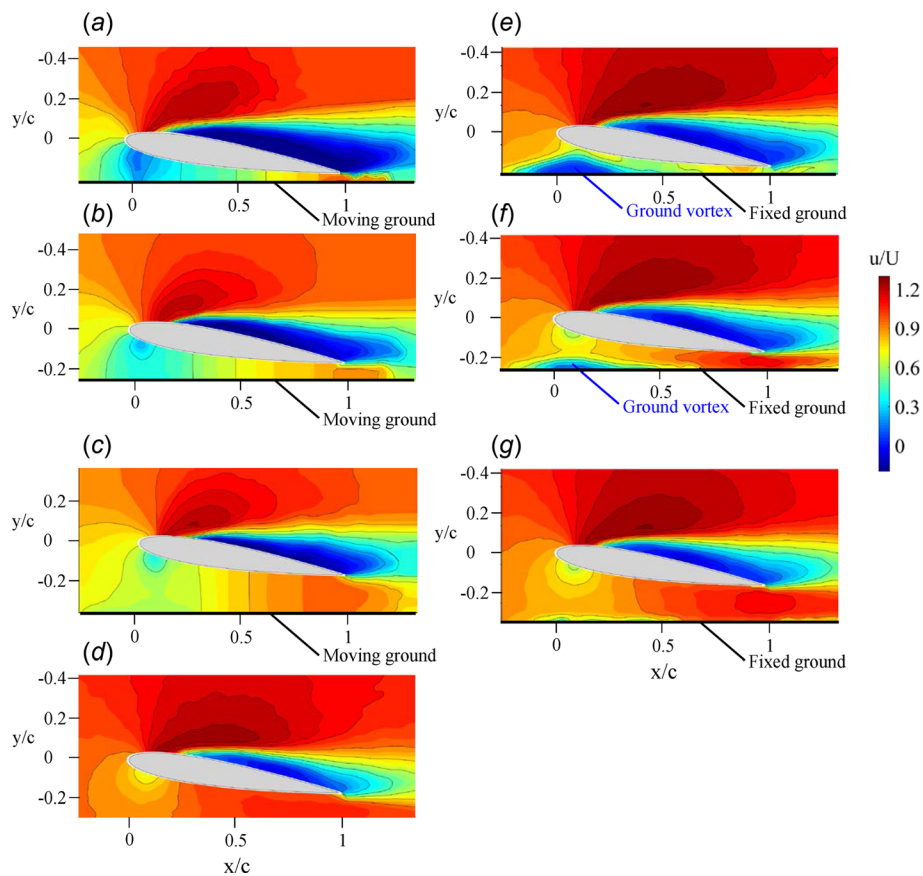 (a)
-0.4
0.2
y/c
0
0
0.5
1
Moving ground
(b)
-0.4
0.2
y/c
0
-0.2
0
0.5
1
Moving ground
(c)
0.2
y/c
0
-0.2
0
0.5
1
Moving ground
(d)
-0.4
0.2
y/c
0
-0.2
0
0.5
1
x/c
(e)
-0.4
0.2
y/c
0
0
0.5
1
Ground vortex
Fixed ground
(f)
-0.4
0.2
y/c
0
-0.2
0
0.5
1
Ground vortex
Fixed ground
(g)
-0.4
0.2
y/c
0
-0.2
0
0.5
1
Fixed ground
x/c
u/U
1.2
0.9
0.6
0.3
0